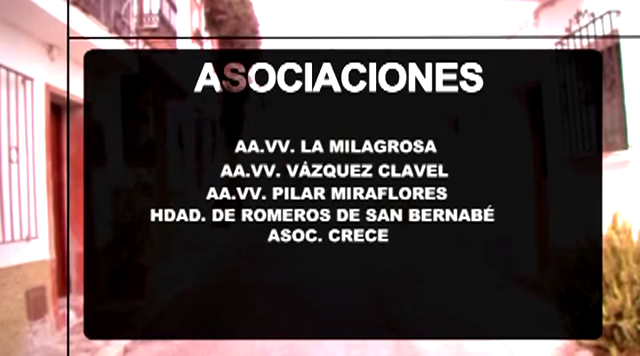 ASOCIACIONES
AA.VV. LA MILAGROSA
AA.VV. VÁZQUEZ CLAVEL
AA.VV. PILAR MIRAFLORES
HDAD. DE ROMEROS DE SAN BERNABÉ
ASOC. CRECE